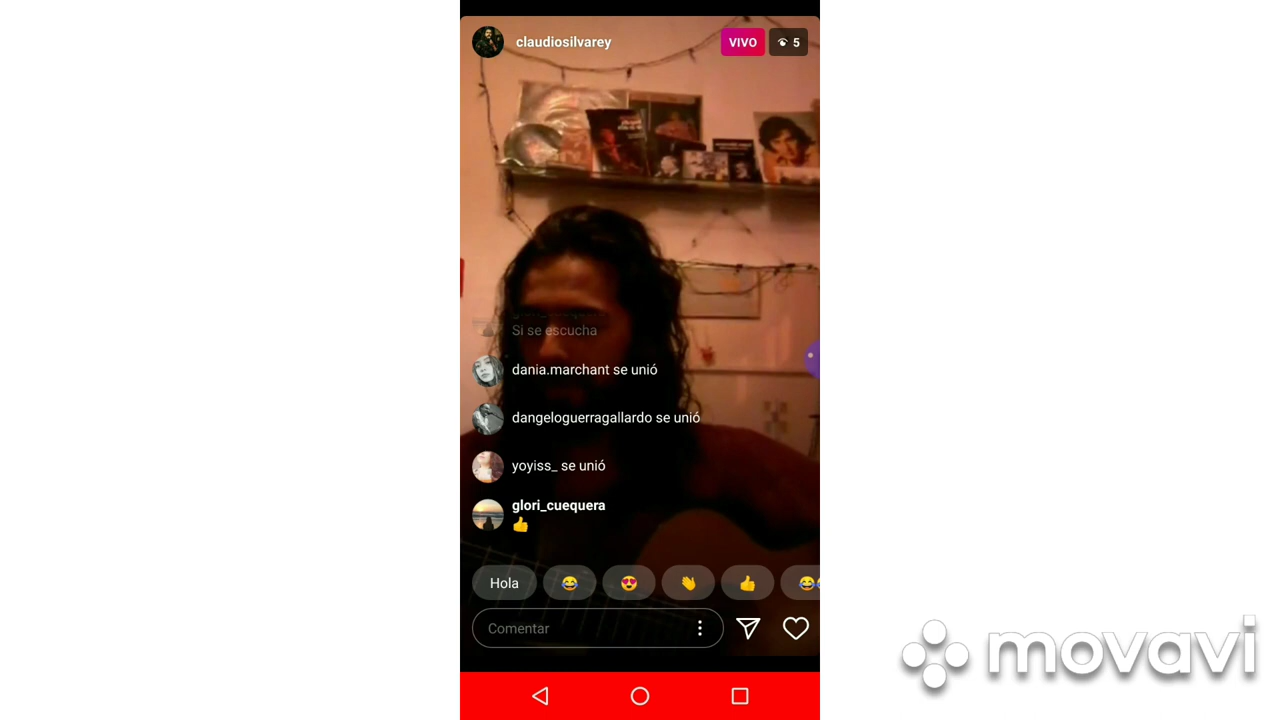 claudiosilvarey
VIVO
5
Si se escucha
dania.marchant se unió
dangeloguerragallardo se unió
yoyiss_ se unió
glori_cuequera
👍
Hola 😂 😍 👏 👍 😂
Comentar
movavi